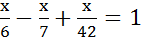 x/6 − x/7 + x/42 = 1